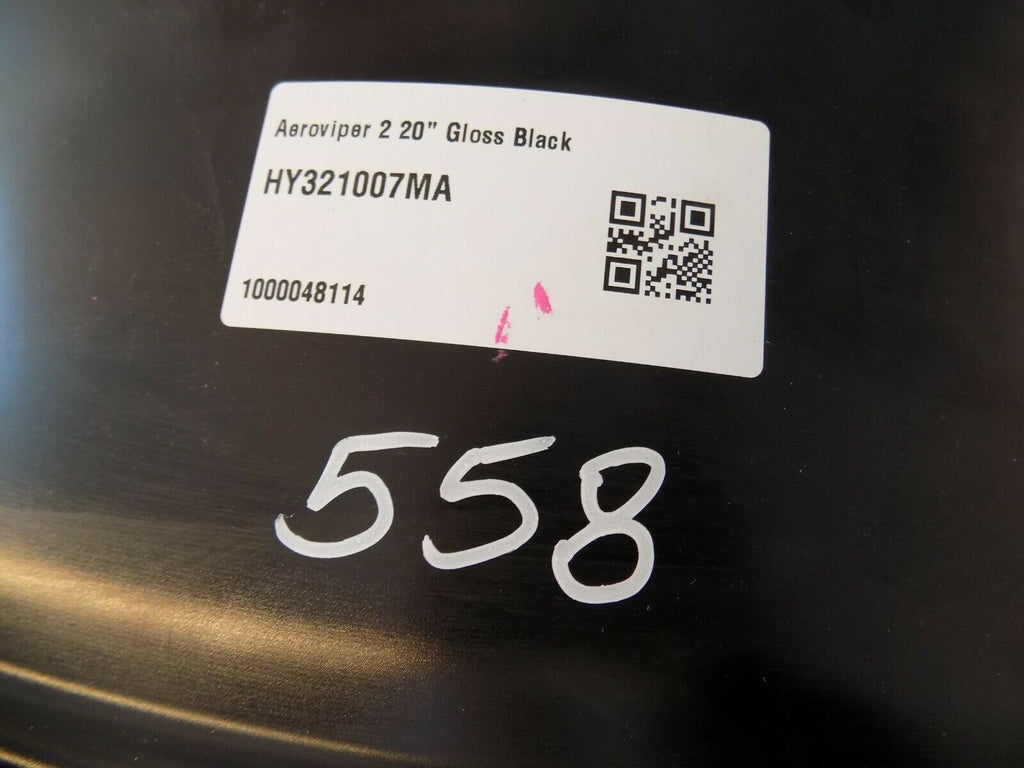 Aeroviper 2 20" Gloss Black
HY321007MA
1000048114
558